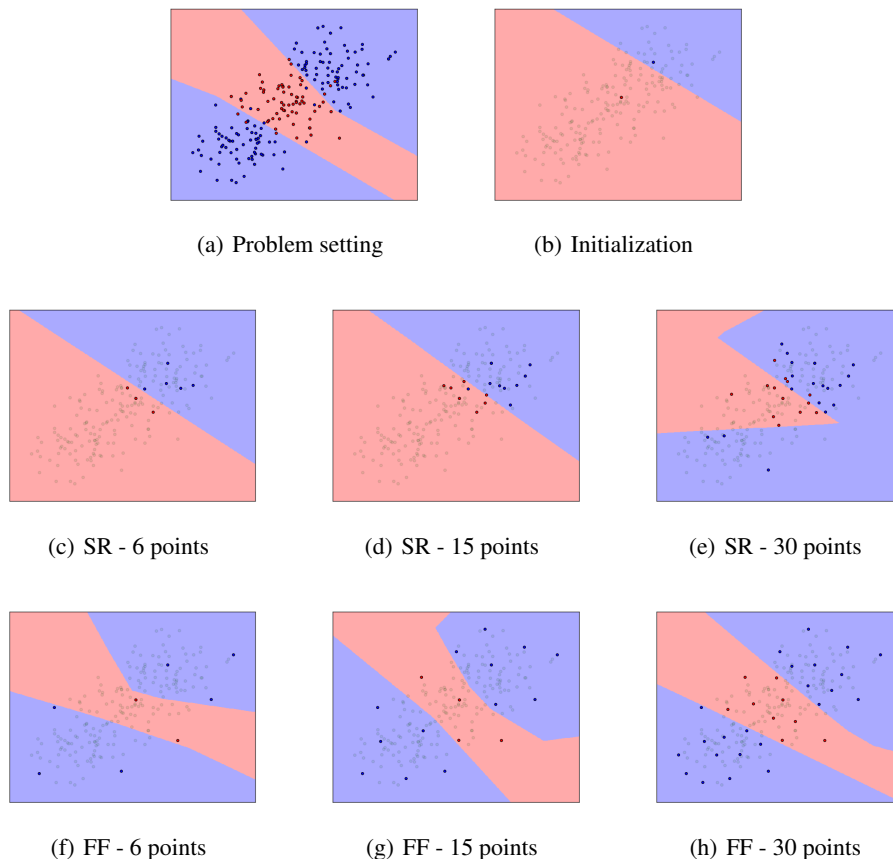 (a) Problem setting
(b) Initialization
(c) SR - 6 points
(d) SR - 15 points
(e) SR - 30 points
(f) FF - 6 points
(g) FF - 15 points
(h) FF - 30 points